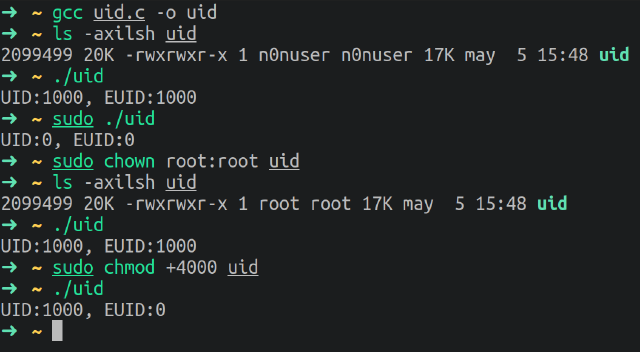 ➜ ~ gcc uid.c -o uid
➜ ~ ls -axilsh uid
2099499 20K -rwxrwxr-x 1 n0nuser n0nuser 17K may  5 15:48 uid
➜ ~ ./uid
UID:1000, EUID:1000
➜ ~ sudo ./uid
UID:0, EUID:0
➜ ~ sudo chown root:root uid
➜ ~ ls -axilsh uid
2099499 20K -rwxrwxr-x 1 root root 17K may  5 15:48 uid
➜ ~ ./uid
UID:1000, EUID:1000
➜ ~ sudo chmod +4000 uid
➜ ~ ./uid
UID:1000, EUID:0
➜ ~